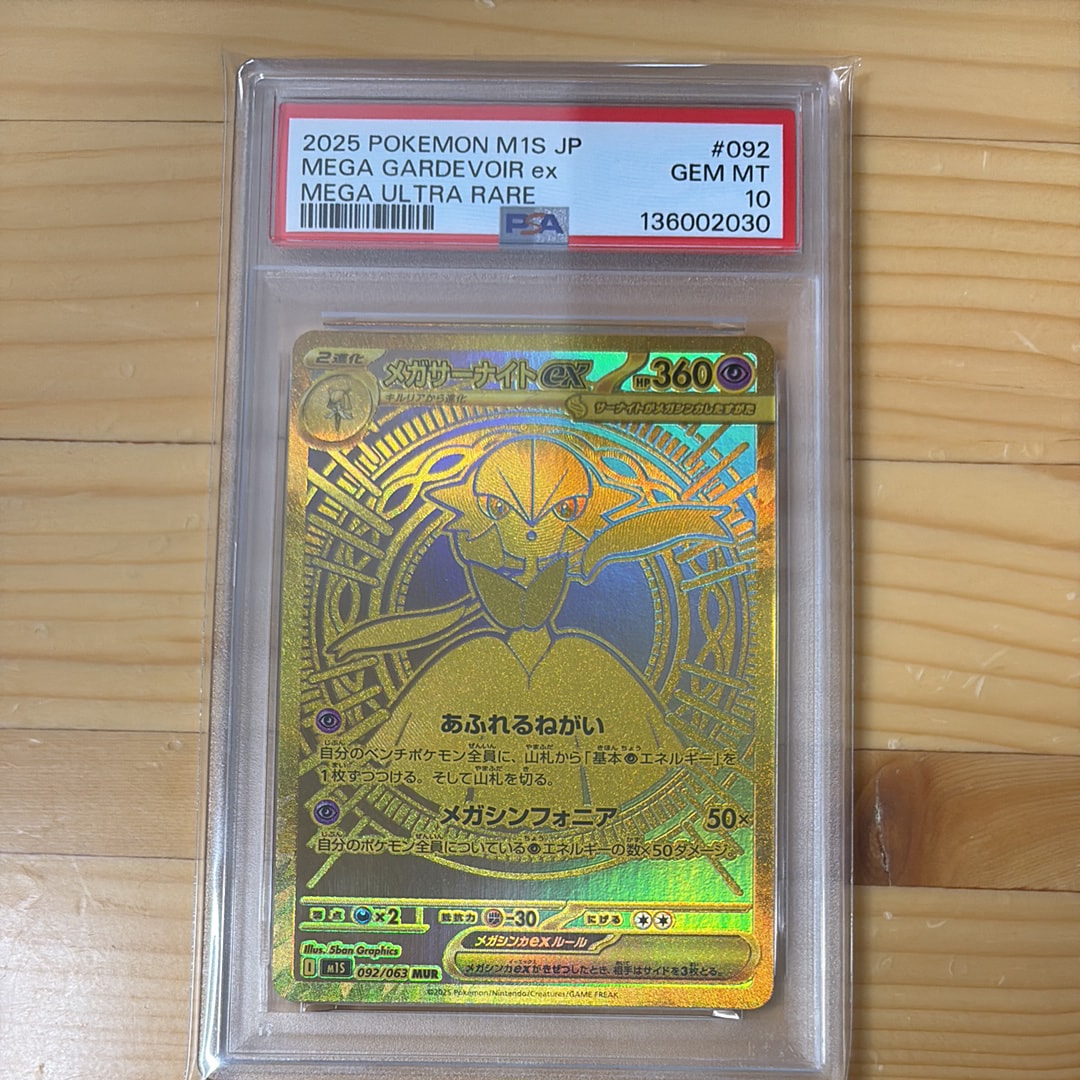 2025 POKEMON M1S JP #092
MEGA GARDEVOIR ex GEM MT
MEGA ULTRA RARE 10
PSA 136002030
2進化 メガサーナイトex HP360
キルリアから進化 サーナイトがメガシンカしたすがた
あふれるねがい
自分のベンチポケモン全員に、山札から「基本エネルギー」を
1枚ずつつける。そして山札を切る。
メガシンフォニア 50×
自分のポケモン全員についているエネルギーの数×50ダメージ。
弱点 ×2 抵抗力 -30 にげる
メガシンカexルール
メガシンカexがきぜつしたとき、相手はサイドを3枚とる。
Illus. 5ban Graphics
I M1S 092/063 MUR
©2025 Pokémon/Nintendo/Creatures/GAME FREAK